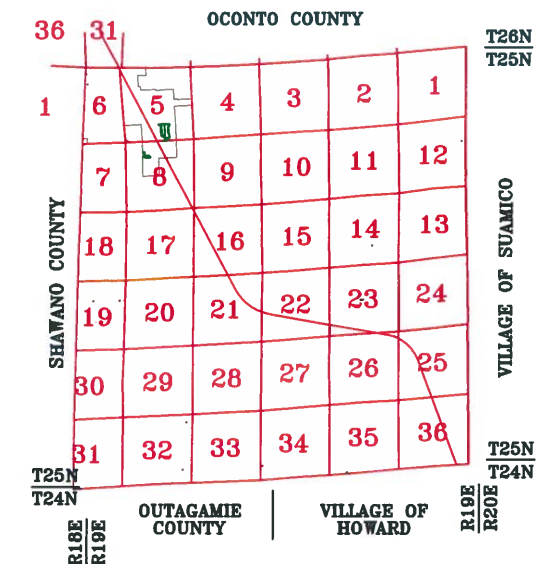 OCONTO COUNTY
36 31
T26N
T25N
1 6 5 4 3 2 1
7 8 9 10 11 12
18 17 16 15 14 13
19 20 21 22 23 24
30 29 28 27 26 25
31 32 33 34 35 36
SHAWANO COUNTY
VILLAGE OF SUAMICO
T25N
T24N
T25N
T24N
OUTAGAMIE
COUNTY
VILLAGE OF
HOWARD
R18E
R19E
R19E
R20E